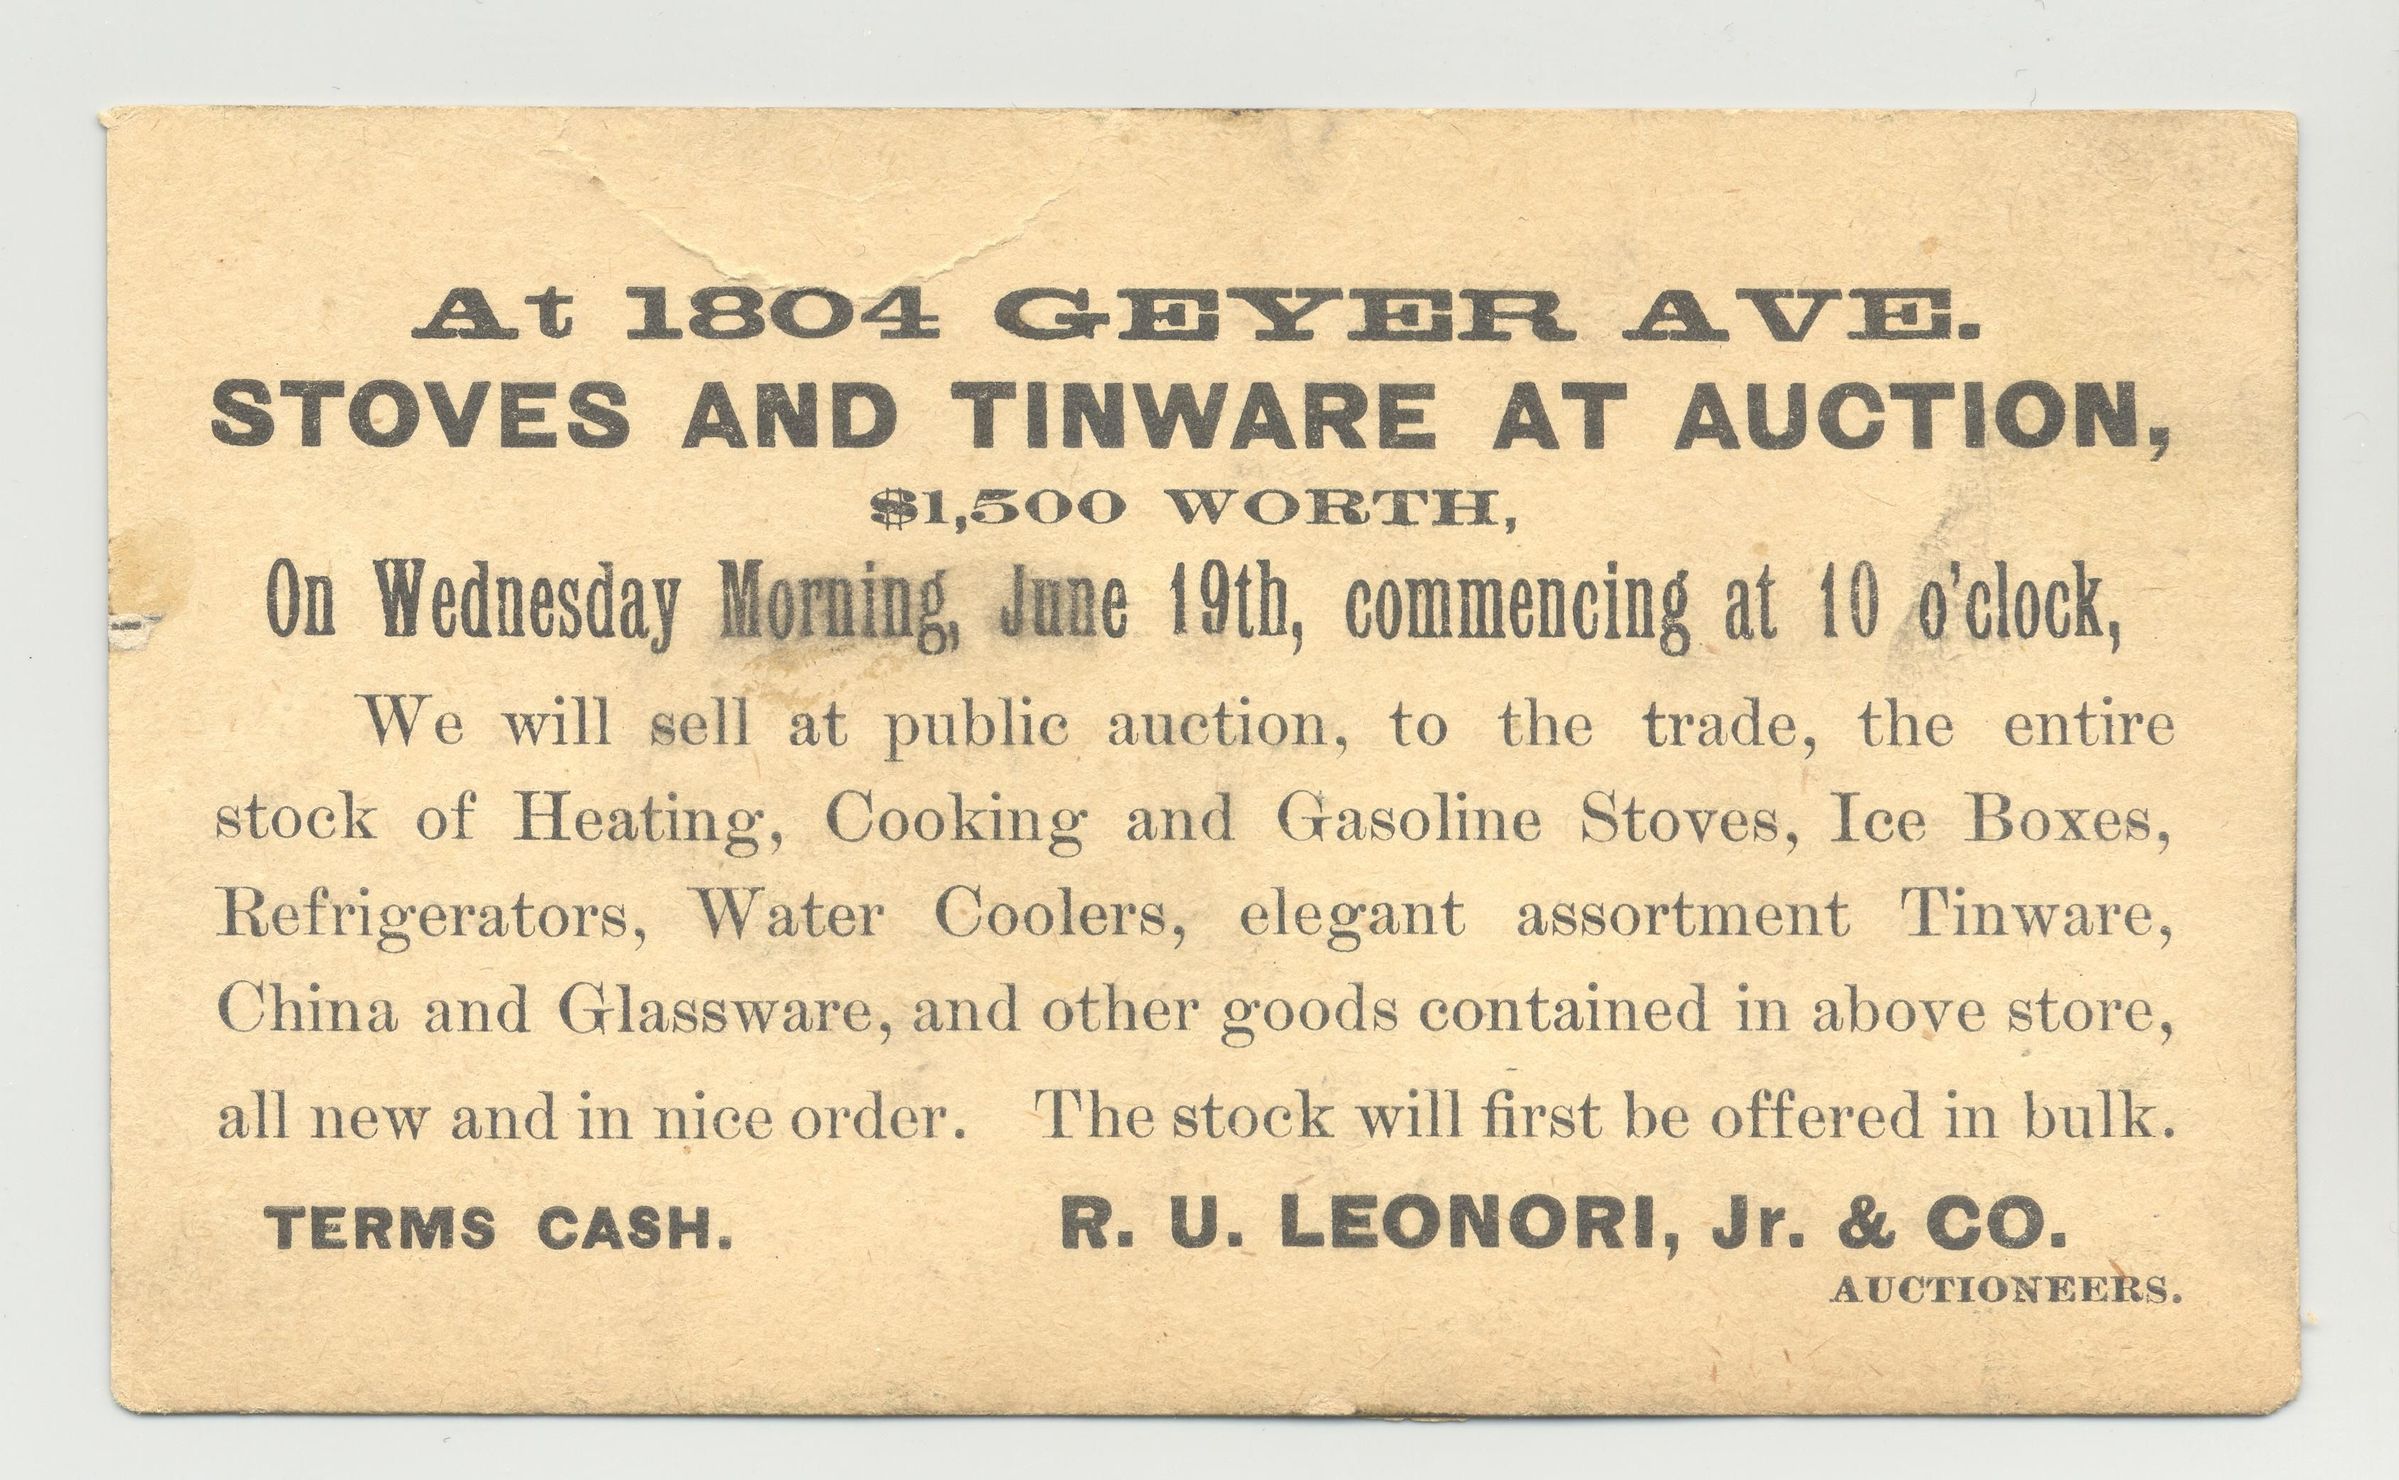 At 1804 GEYER AVE.
STOVES AND TINWARE AT AUCTION,
$1,500 WORTH,
On Wednesday Morning, June 19th, commencing at 10 o'clock,
We will sell at public auction, to the trade, the entire
stock of Heating, Cooking and Gasoline Stoves, Ice Boxes,
Refrigerators, Water Coolers, elegant assortment Tinware,
China and Glassware, and other goods contained in above store,
all new and in nice order. The stock will first be offered in bulk.
TERMS CASH. R. U. LEONORI, Jr. & CO.
AUCTIONEERS.